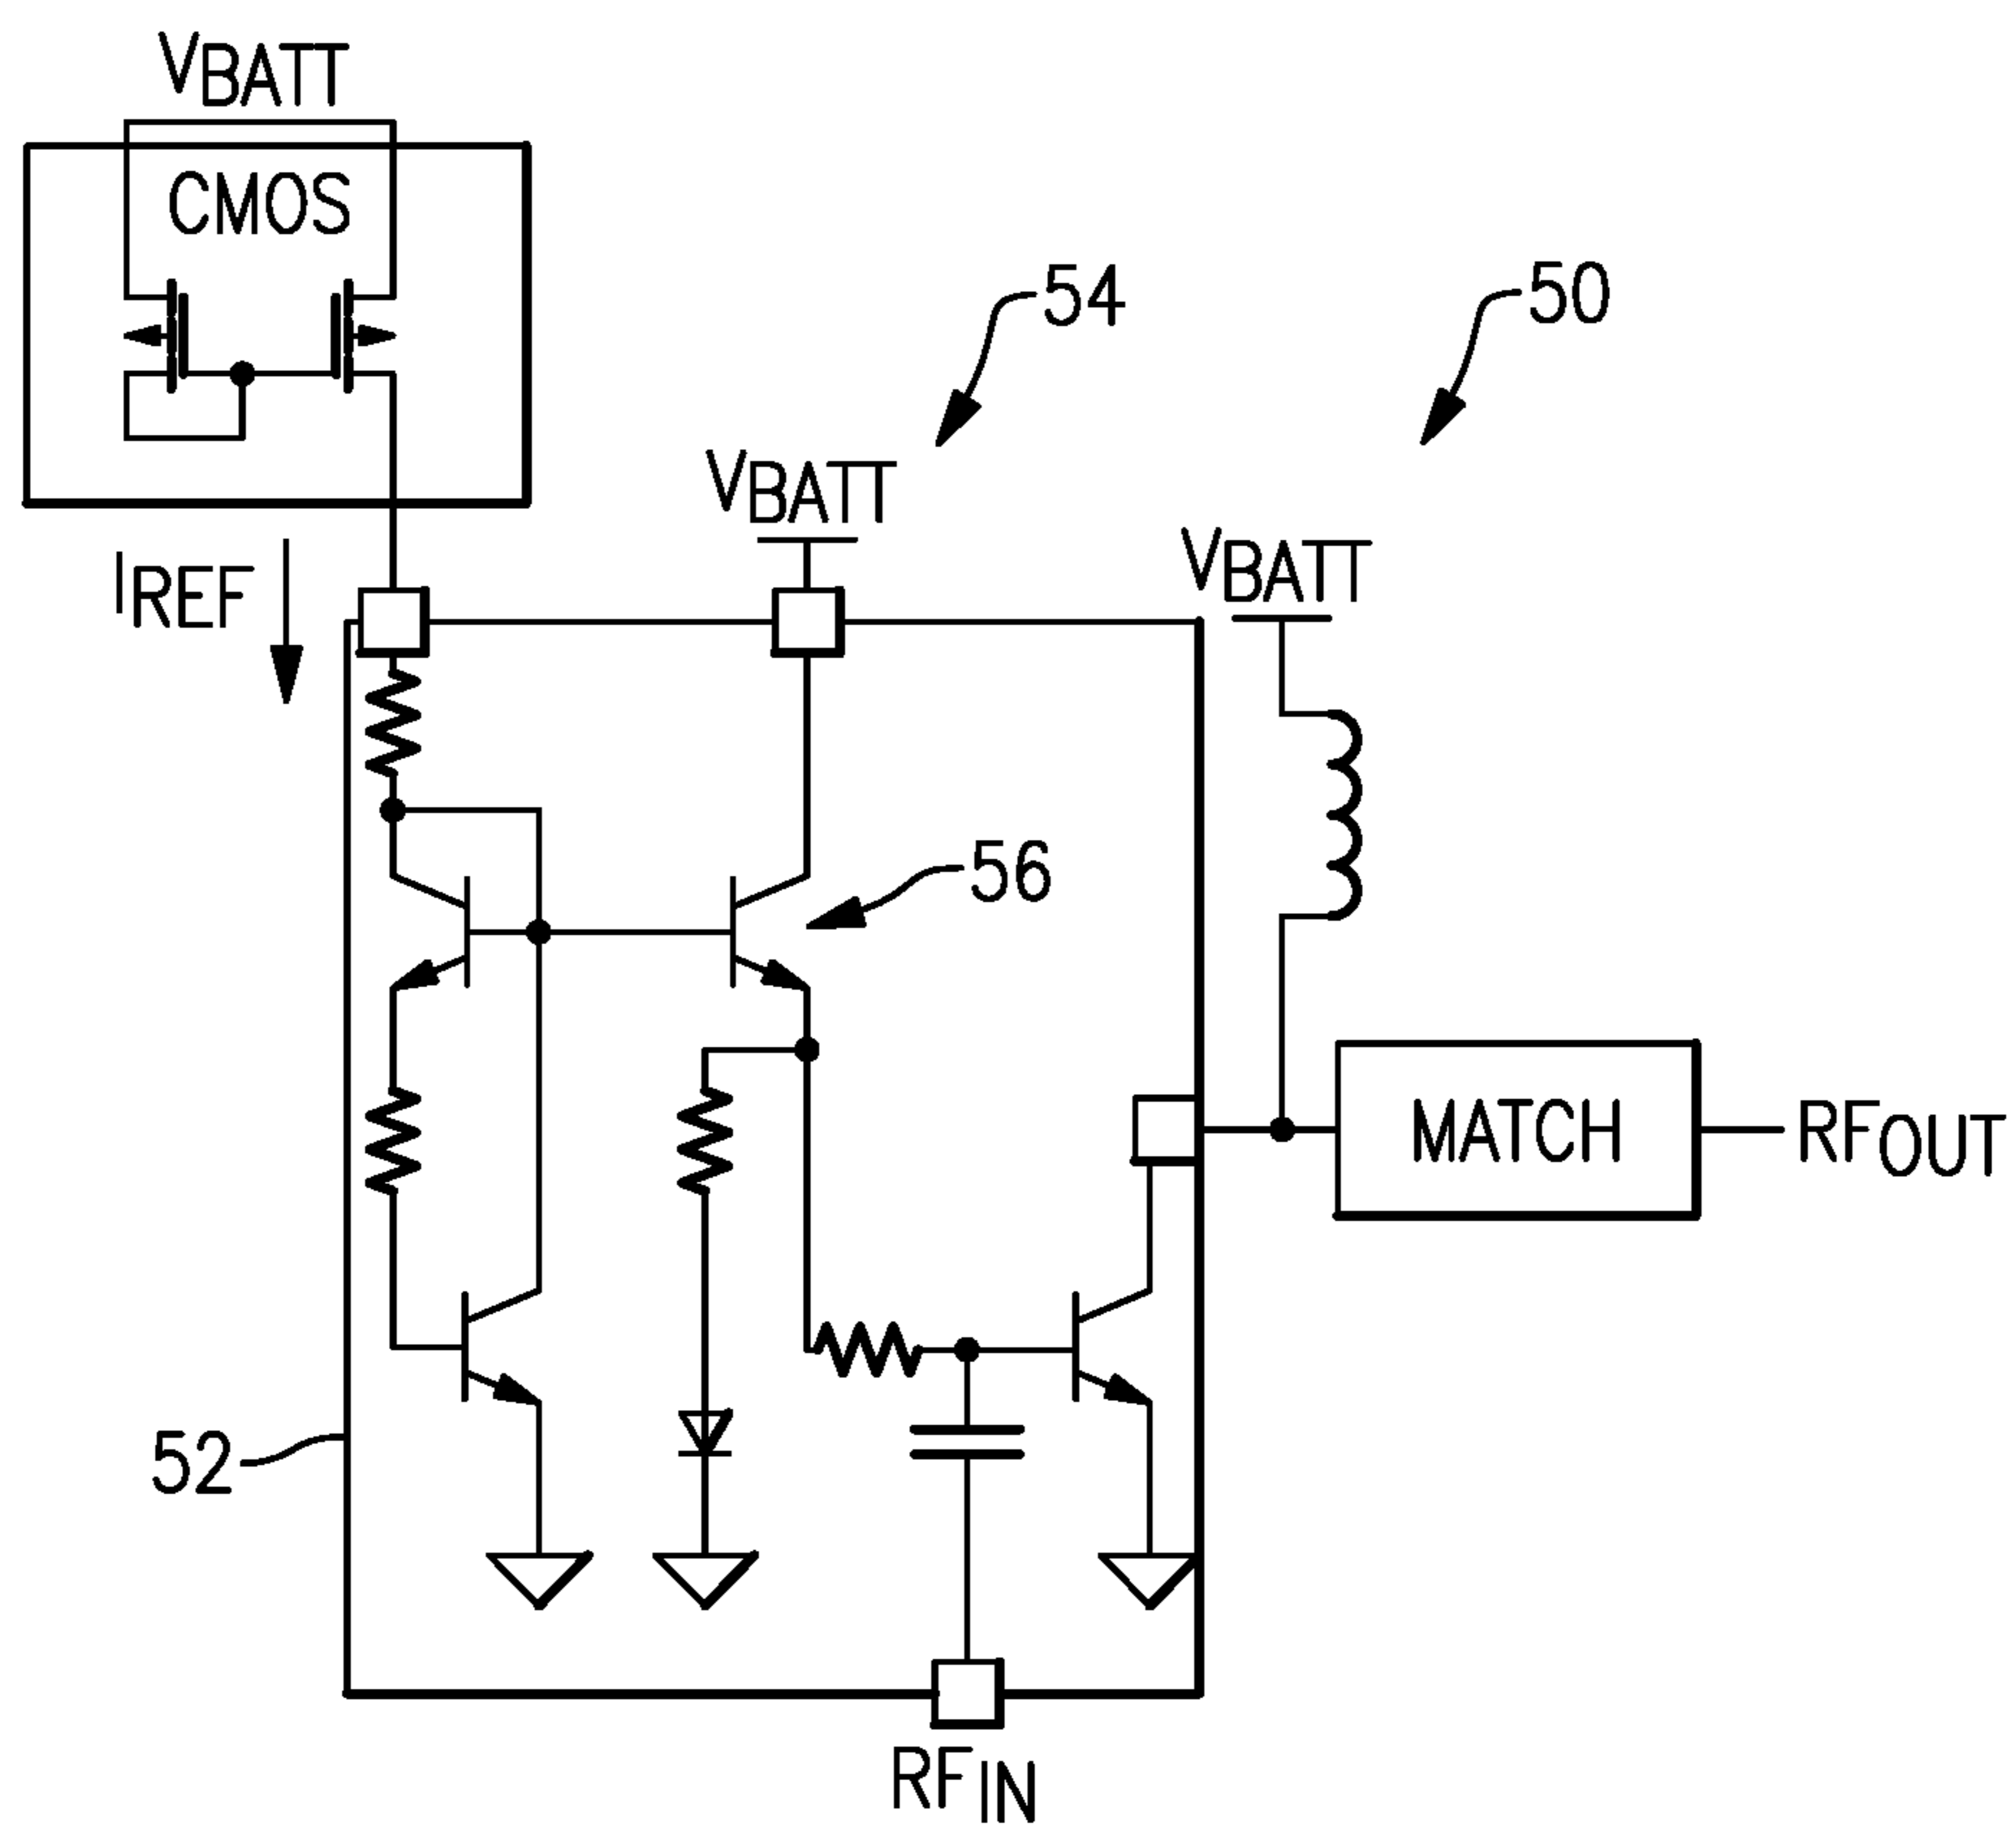 VBATT
CMOS
54
50
VBATT
VBATT
IREF
56
MATCH
RFOUT
52
RFIN